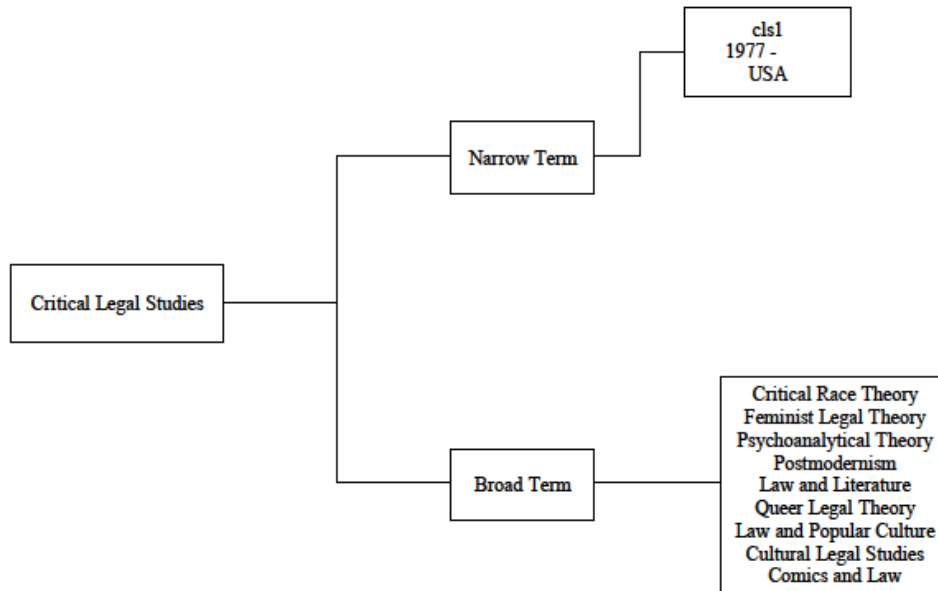 cls1
1977 -
USA
Narrow Term
Critical Legal Studies
Broad Term
Critical Race Theory
Feminist Legal Theory
Psychoanalytical Theory
Postmodernism
Law and Literature
Queer Legal Theory
Law and Popular Culture
Cultural Legal Studies
Comics and Law